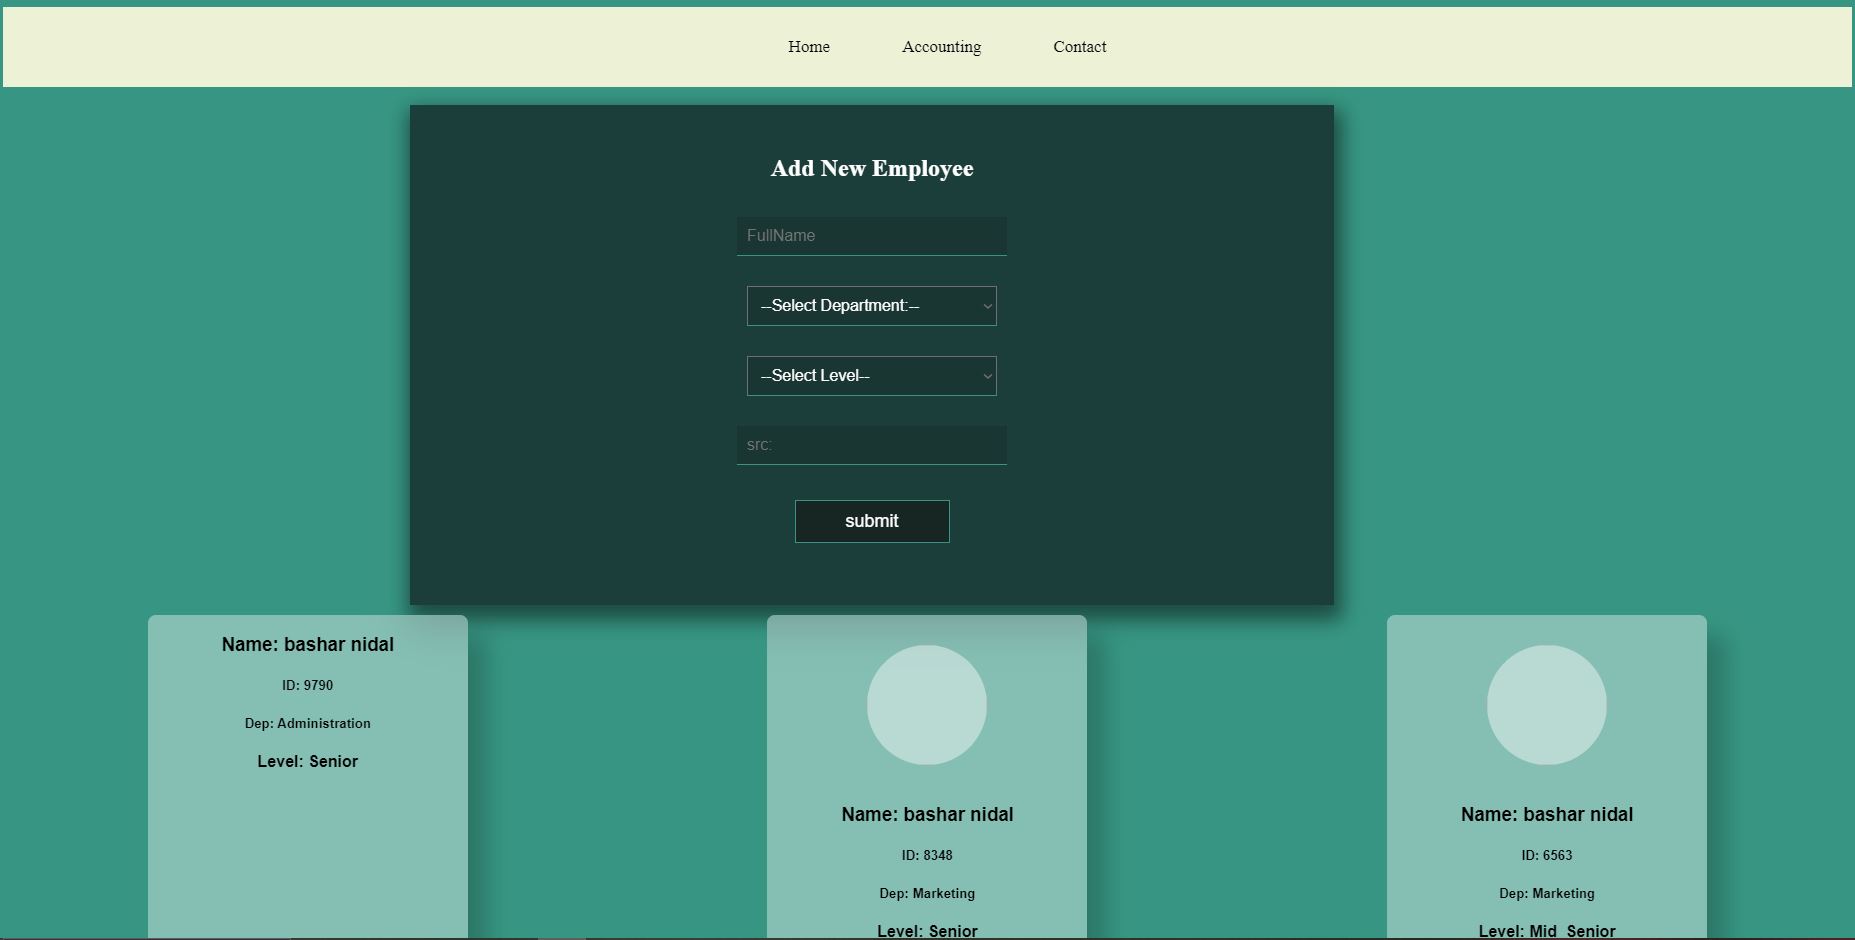 Home Accounting Contact
Add New Employee
FullName
--Select Department:--
--Select Level--
src:
submit
Name: bashar nidal
ID: 9790
Dep: Administration
Level: Senior
Name: bashar nidal
ID: 8348
Dep: Marketing
Level: Senior
Name: bashar nidal
ID: 6563
Dep: Marketing
Level: Mid_Senior